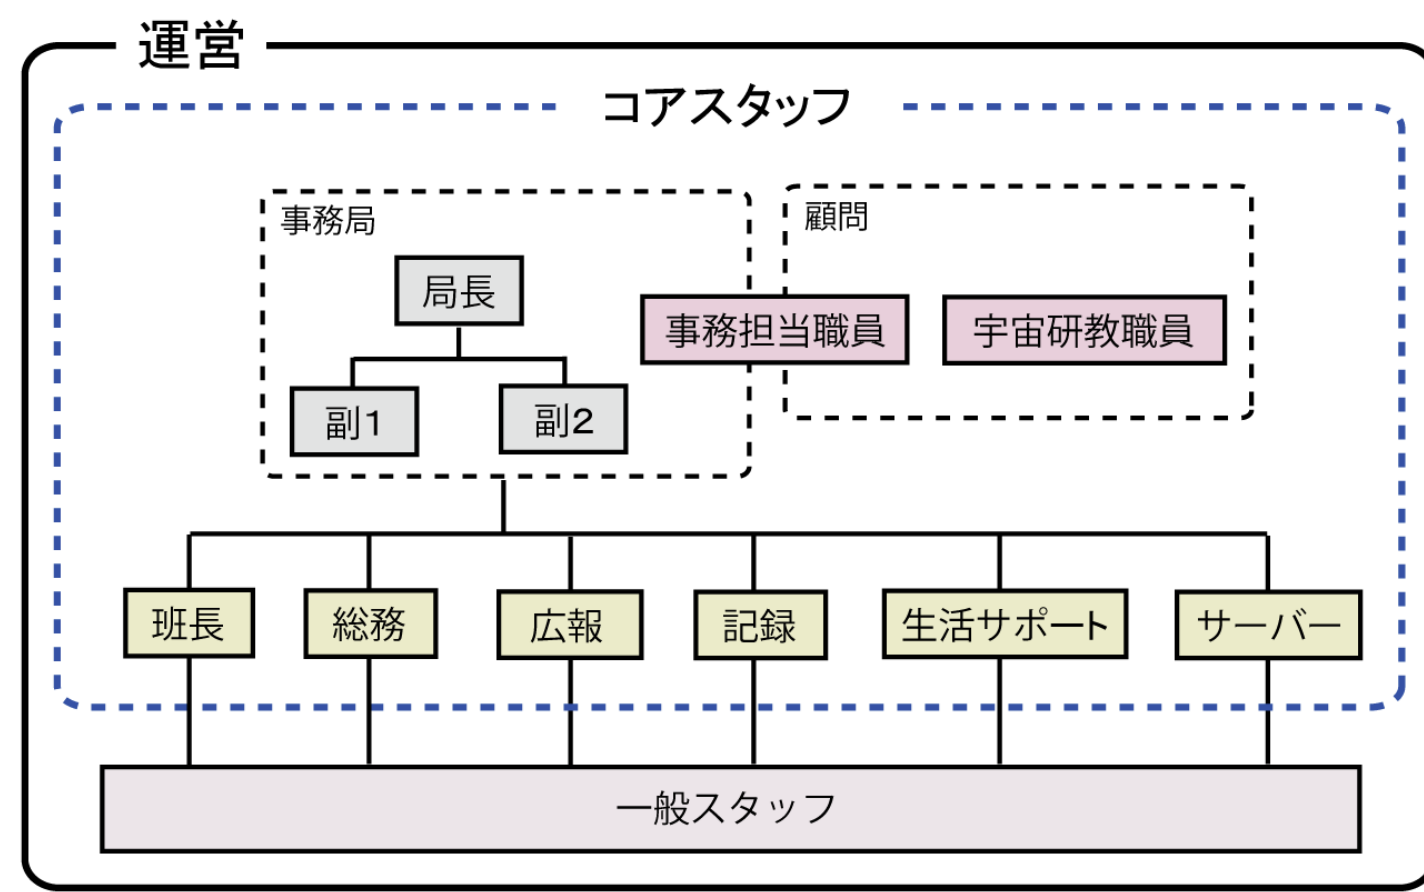 運営
コアスタッフ
事務局
顧問
局長
事務担当職員
宇宙研教職員
副1
副2
班長
総務
広報
記録
生活サポート
サーバー
一般スタッフ